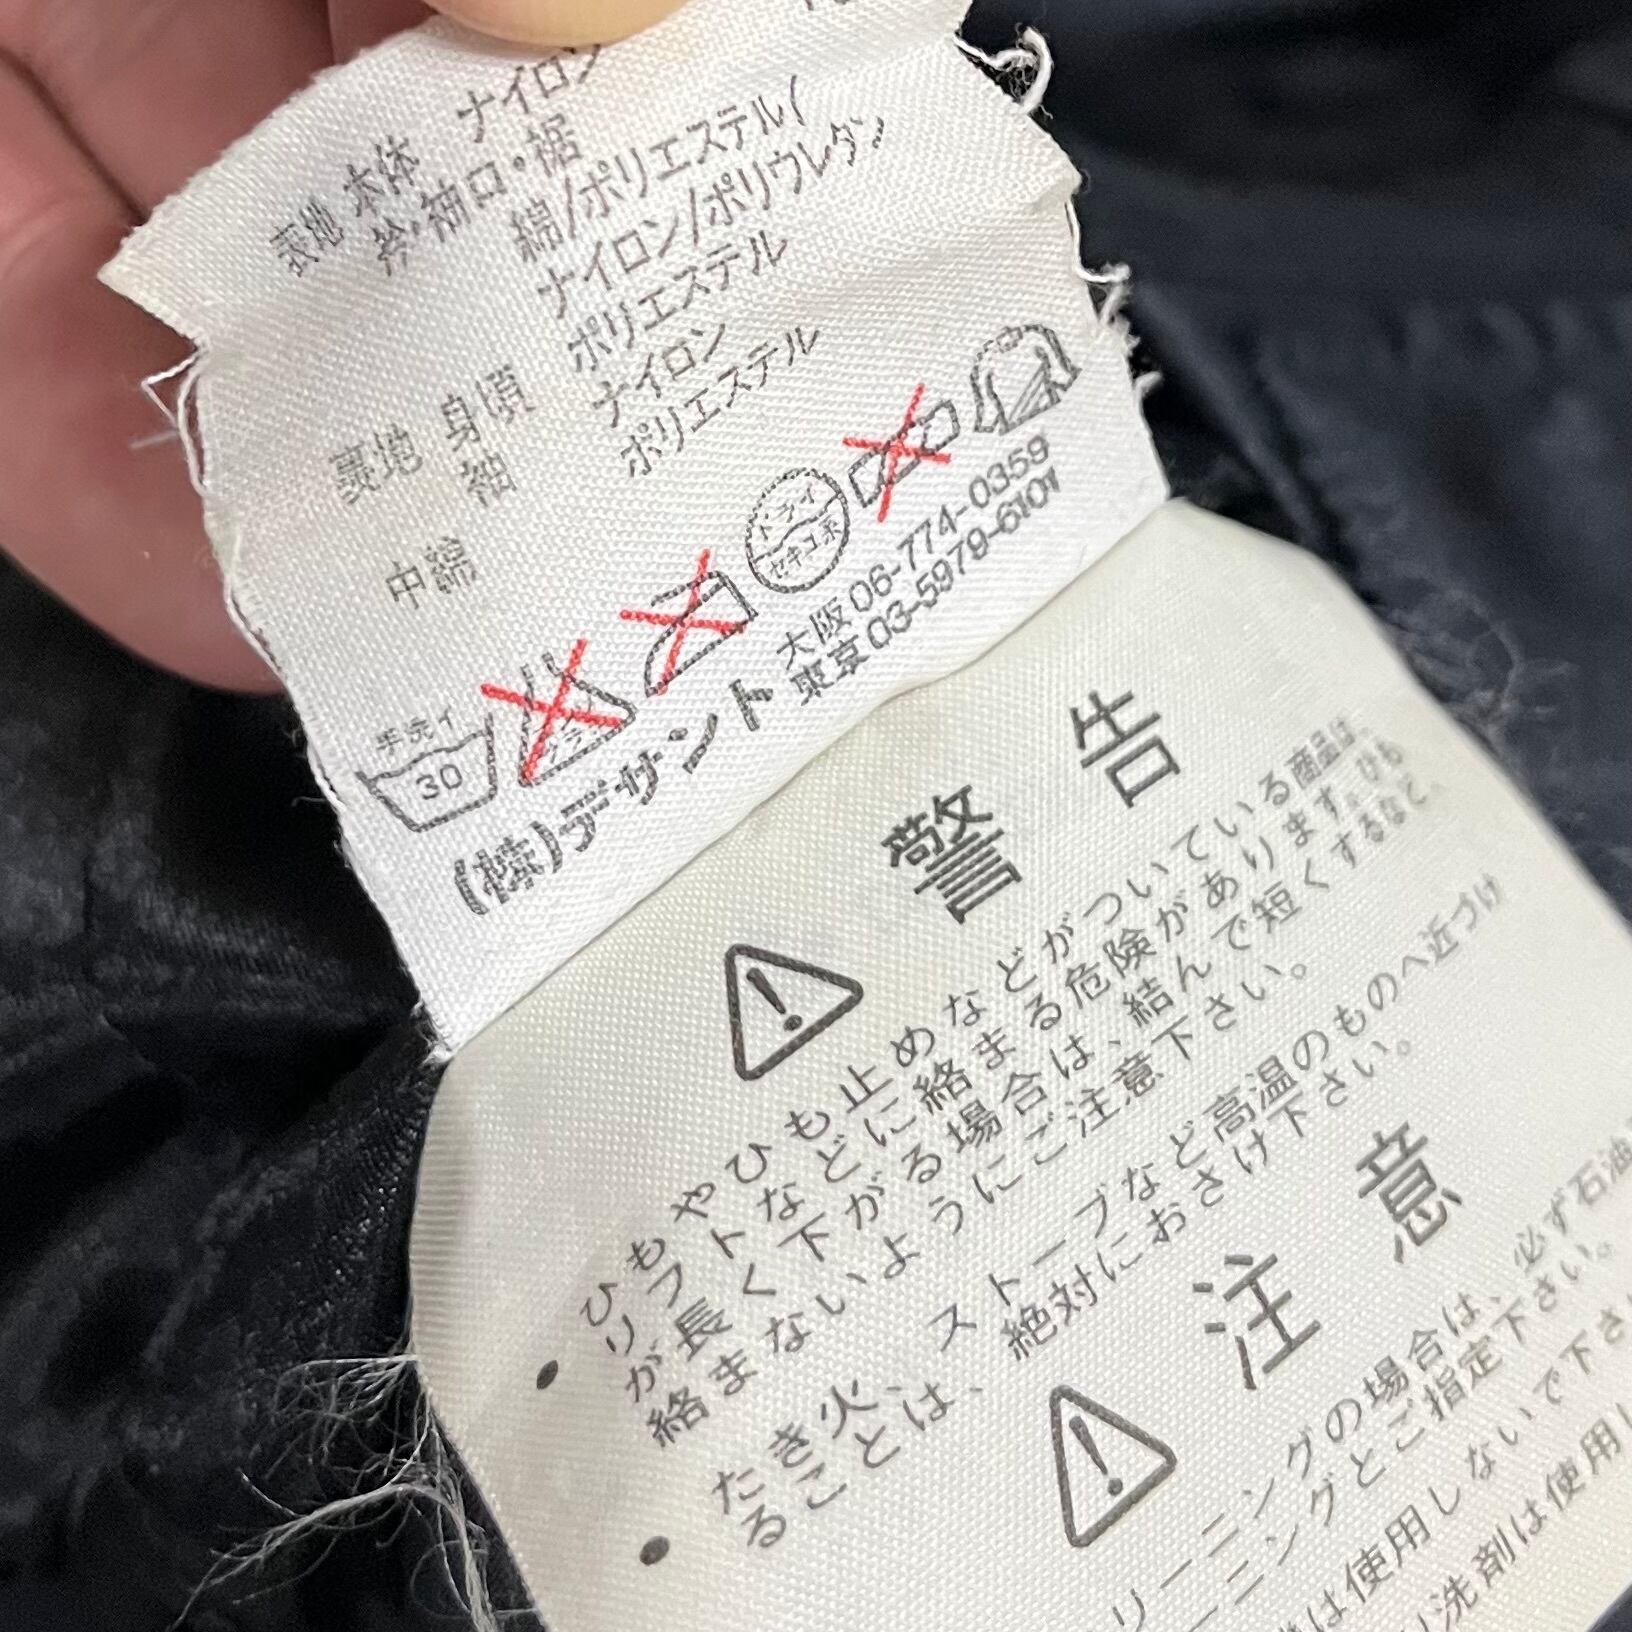 表地 本体 ナイロン
衿・袖口・裾
綿/ポリエステル/
ナイロン/ポリウレタン
ポリエステル
裏地 身頃 ナイロン
袖 ポリエステル
中綿
手洗イ
30
ドライ
セキユ系
(株)デサント
大阪 06-774-0359
東京 03-5979-6101
警告
ひもやひも止めなどがついている商品は、
リフトなどに絡まる危険があります。ひも
が長く下がる場合は、結んで短くするなど、
絡まないようにご注意下さい。
たき火、ストーブなど高温のものへ近づけ
ることは、絶対におさけ下さい。
注意
リーニングの場合は、必ず石油
ーニングとご指定下さい。
は使用しないで下さ
洗剤は使用し